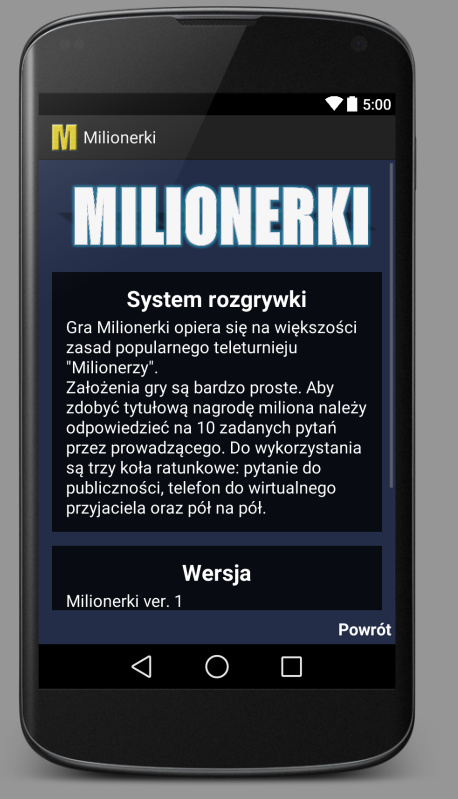 5:00
M Milionerki
MILIONERKI
System rozgrywki
Gra Milionerki opiera się na większości
zasad popularnego teleturnieju
"Milionerzy".
Założenia gry są bardzo proste. Aby
zdobyć tytułową nagrodę miliona należy
odpowiedzieć na 10 zadanych pytań
przez prowadzącego. Do wykorzystania
są trzy koła ratunkowe: pytanie do
publiczności, telefon do wirtualnego
przyjaciela oraz pół na pół.
Wersja
Milionerki ver. 1
Powrót